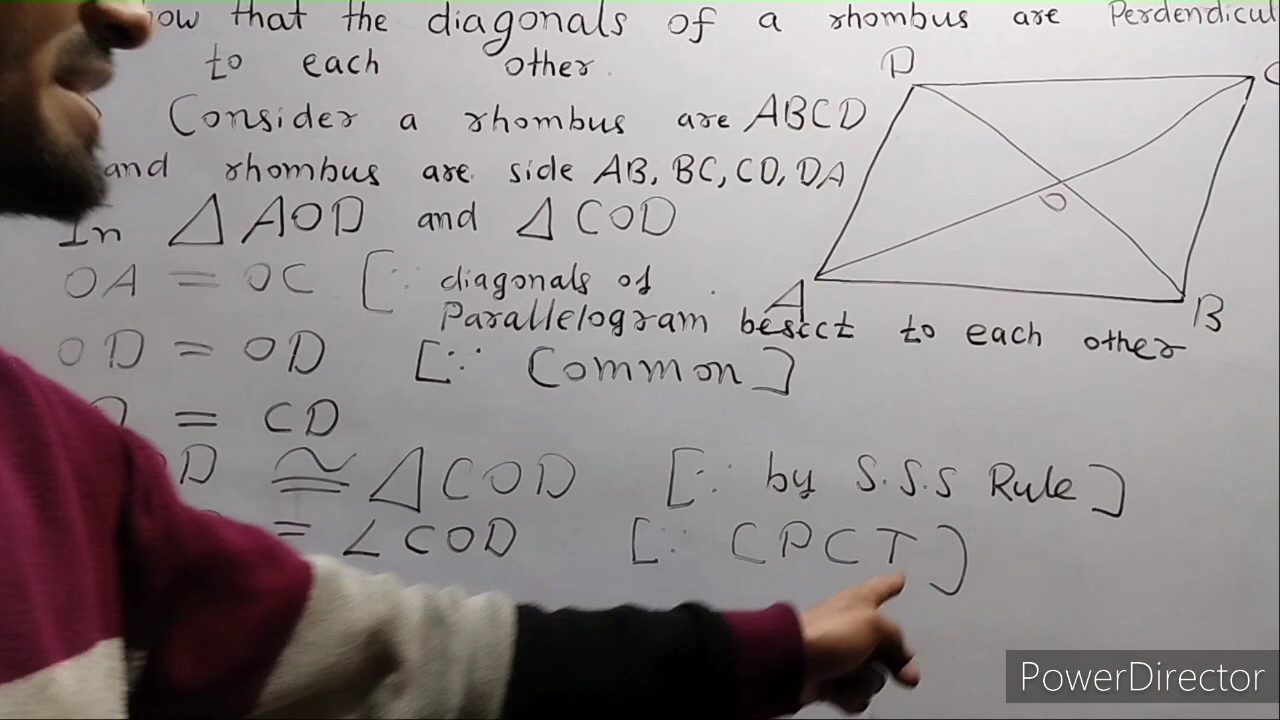 ow that the diagonals of a rhombus are Perdendicul
to each other.
Consider a rhombus are ABCD
and rhombus are side AB, BC, CD, DA
In △ AOD and △ COD
OA = OC [∵ diagonals of
Parallelogram besect to each other
OD = OD [∵ Common]
= CD
D ≅ △COD [∵ by S.S.S Rule]
= ∠COD [∵ CPCT]
D
C
O
A
B
PowerDirector